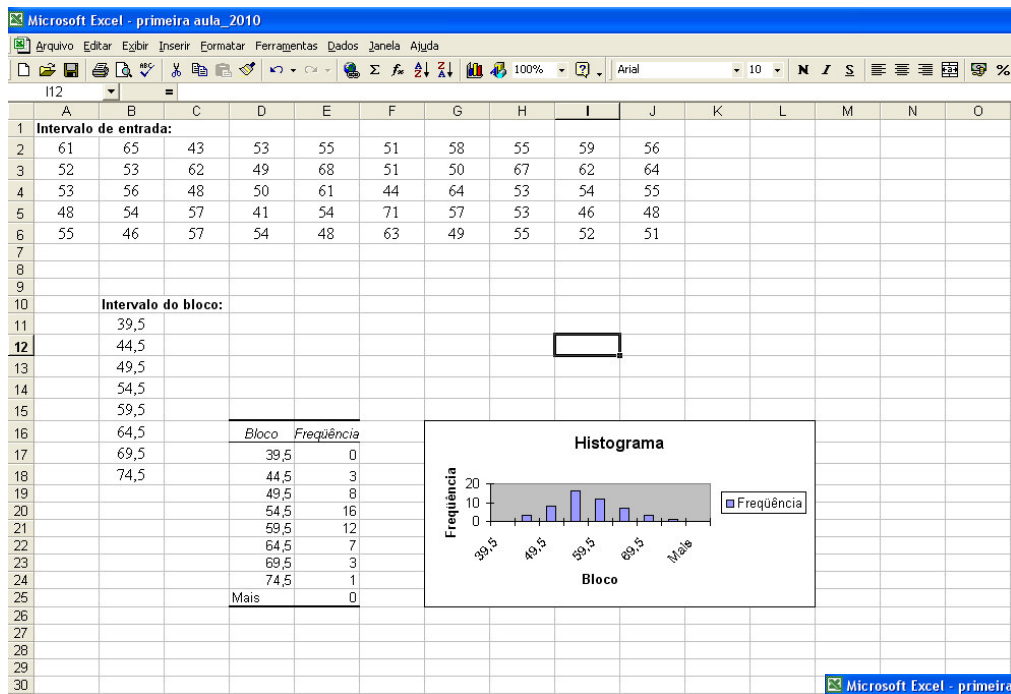 Microsoft Excel - primeira aula_2010
Arquivo Editar Exibir Inserir Formatar Ferramentas Dados Janela Ajuda
ABC Σ fx A Z Z A 100% ? Arial 10 N I S %
I12 =
A B C D E F G H I J K L M N O
1 Intervalo de entrada:
2 61 65 43 53 55 51 58 55 59 56
3 52 53 62 49 68 51 50 67 62 64
4 53 56 48 50 61 44 64 53 54 55
5 48 54 57 41 54 71 57 53 46 48
6 55 46 57 54 48 63 49 55 52 51
7
8
9
10 Intervalo do bloco:
11 39,5
12 44,5
13 49,5
14 54,5
15 59,5
16 64,5 Bloco Freqüência
17 69,5 39,5 0
18 74,5 44,5 3
19 49,5 8
20 54,5 16
21 59,5 12
22 64,5 7
23 69,5 3
24 74,5 1
25 Mais 0
26
27
28
29
30
Histograma
Freqüência
20
10
0
39,5 49,5 59,5 69,5 Mais
Bloco
Freqüência
Microsoft Excel - primeira